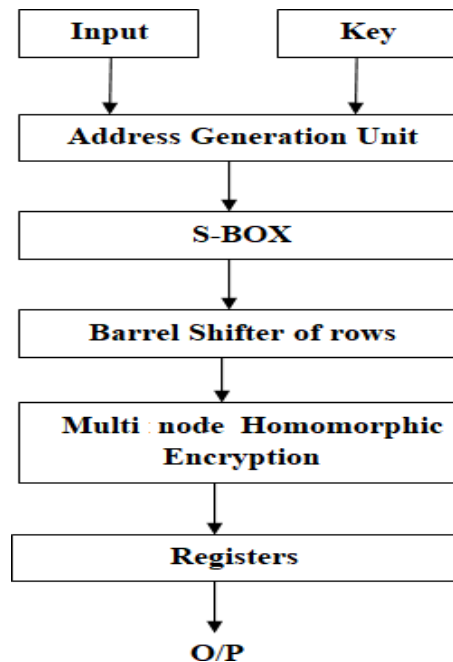 Input
Key
Address Generation Unit
S-BOX
Barrel Shifter of rows
Multi node Homomorphic
Encryption
Registers
O/P